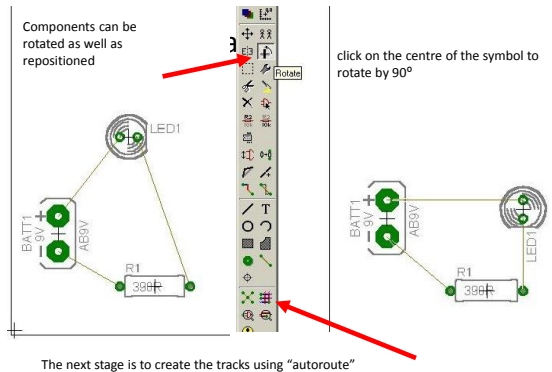 Components can be
rotated as well as
repositioned
Rotate
click on the centre of the symbol to
rotate by 90º
LED1
BATT1
9V
AB9V
R1
LED1
BATT1
9V
AB9V
R1
T
The next stage is to create the tracks using "autoroute"